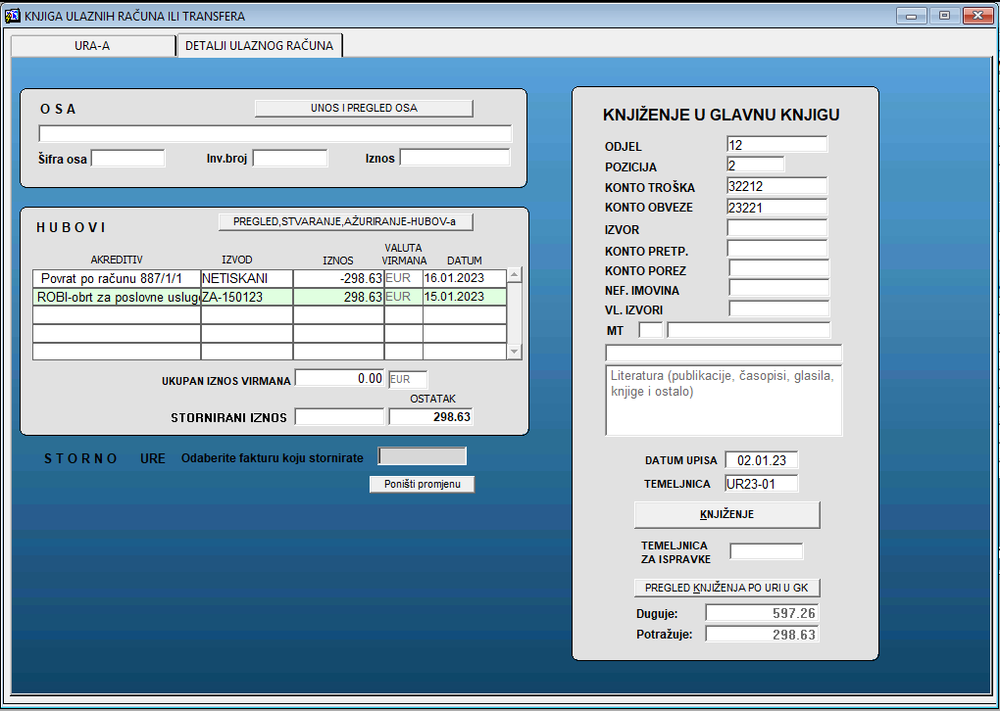 KNJIGA ULAZNIH RAČUNA ILI TRANSFERA
URA-A
DETALJI ULAZNOG RAČUNA
O S A
UNOS I PREGLED OSA
Šifra osa
Inv.broj
Iznos
H U B O V I
PREGLED,STVARANJE,AŽURIRANJE-HUBOV-a
AKREDITIV IZVOD IZNOS VALUTA VIRMANA DATUM
Povrat po računu 887/1/1 NETISKANI -298.63 EUR 16.01.2023
ROBI-obrt za poslovne usluge ZA-150123 298.63 EUR 15.01.2023
UKUPAN IZNOS VIRMANA 0.00 EUR
OSTATAK
STORNIRANI IZNOS 298.63
S T O R N O URE Odaberite fakturu koju stornirate
Poništi promjenu
KNJIŽENJE U GLAVNU KNJIGU
ODJEL 12
POZICIJA 2
KONTO TROŠKA 32212
KONTO OBVEZE 23221
IZVOR
KONTO PRETP.
KONTO POREZ
NEF. IMOVINA
VL. IZVORI
MT
Literatura (publikacije, časopisi, glasila,
knjige i ostalo)
DATUM UPISA 02.01.23
TEMELJNICA UR23-01
KNJIŽENJE
TEMELJNICA
ZA ISPRAVKE
PREGLED KNJIŽENJA PO URI U GK
Duguje: 597.26
Potražuje: 298.63